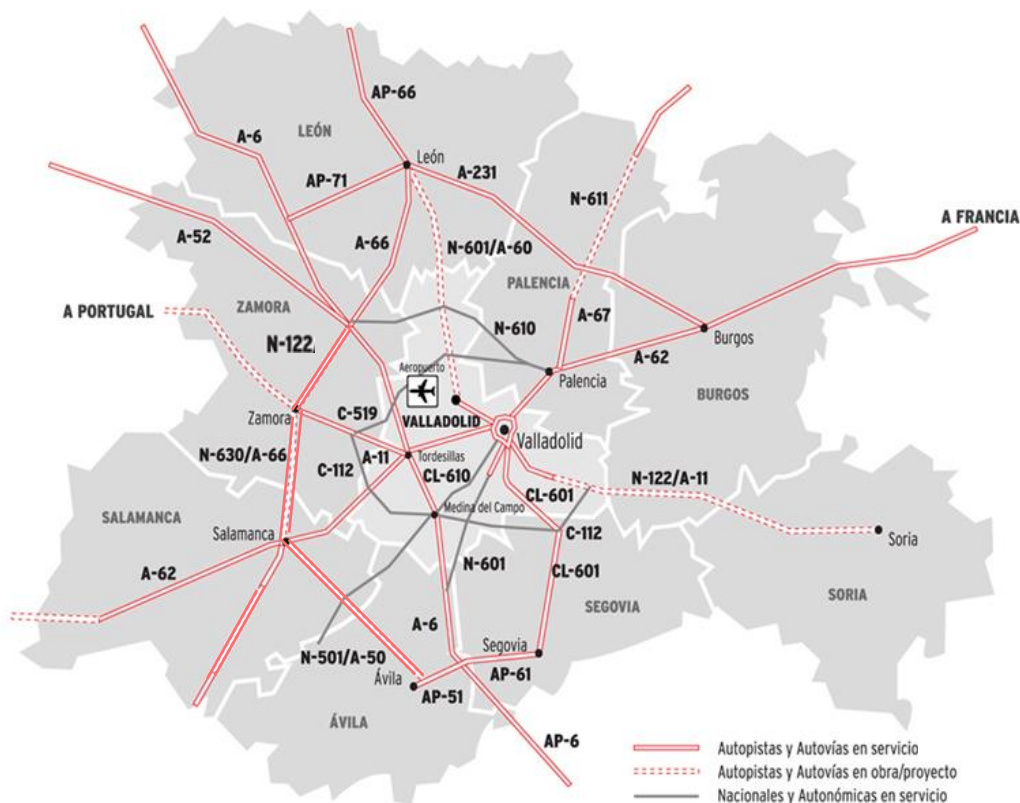 AP-66
A-6
LEÓN
León
AP-71
A-231
N-611
A FRANCIA
A-52
A-66
N-601/A-60
PALENCIA
ZAMORA
A PORTUGAL
N-610
A-67
Burgos
N-122
A-62
Aeropuerto
Palencia
BURGOS
C-519
VALLADOLID
Zamora
Valladolid
N-630/A-66
A-11
Tordesillas
C-112
CL-610
CL-601
N-122/A-11
SALAMANCA
Medina del Campo
Salamanca
C-112
Soria
N-601
CL-601
A-62
SORIA
SEGOVIA
A-6
Segovia
N-501/A-50
Ávila
AP-61
AP-51
ÁVILA
AP-6
Autopistas y Autovías en servicio
Autopistas y Autovías en obra/proyecto
Nacionales y Autonómicas en servicio